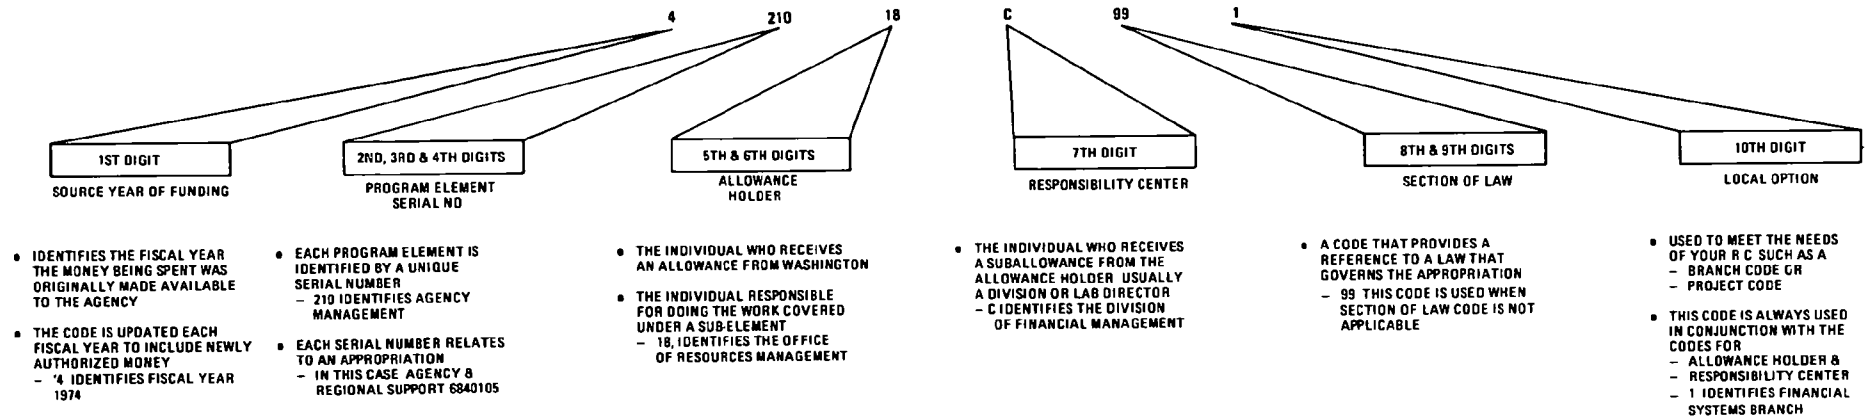 4 210 18 C 99 1
1ST DIGIT
SOURCE YEAR OF FUNDING
• IDENTIFIES THE FISCAL YEAR
THE MONEY BEING SPENT WAS
ORIGINALLY MADE AVAILABLE
TO THE AGENCY
• THE CODE IS UPDATED EACH
FISCAL YEAR TO INCLUDE NEWLY
AUTHORIZED MONEY
– '4 IDENTIFIES FISCAL YEAR
1974
2ND, 3RD & 4TH DIGITS
PROGRAM ELEMENT
SERIAL NO
• EACH PROGRAM ELEMENT IS
IDENTIFIED BY A UNIQUE
SERIAL NUMBER
– 210 IDENTIFIES AGENCY
MANAGEMENT
• EACH SERIAL NUMBER RELATES
TO AN APPROPRIATION
– IN THIS CASE AGENCY &
REGIONAL SUPPORT 6840105
5TH & 6TH DIGITS
ALLOWANCE
HOLDER
• THE INDIVIDUAL WHO RECEIVES
AN ALLOWANCE FROM WASHINGTON
• THE INDIVIDUAL RESPONSIBLE
FOR DOING THE WORK COVERED
UNDER A SUB-ELEMENT
– 18, IDENTIFIES THE OFFICE
OF RESOURCES MANAGEMENT
7TH DIGIT
RESPONSIBILITY CENTER
• THE INDIVIDUAL WHO RECEIVES
A SUBALLOWANCE FROM THE
ALLOWANCE HOLDER USUALLY
A DIVISION OR LAB DIRECTOR
– C IDENTIFIES THE DIVISION
OF FINANCIAL MANAGEMENT
8TH & 9TH DIGITS
SECTION OF LAW
• A CODE THAT PROVIDES A
REFERENCE TO A LAW THAT
GOVERNS THE APPROPRIATION
– 99 THIS CODE IS USED WHEN
SECTION OF LAW CODE IS NOT
APPLICABLE
10TH DIGIT
LOCAL OPTION
• USED TO MEET THE NEEDS
OF YOUR R C SUCH AS A
– BRANCH CODE OR
– PROJECT CODE
• THIS CODE IS ALWAYS USED
IN CONJUNCTION WITH THE
CODES FOR
– ALLOWANCE HOLDER &
– RESPONSIBILITY CENTER
– 1 IDENTIFIES FINANCIAL
SYSTEMS BRANCH